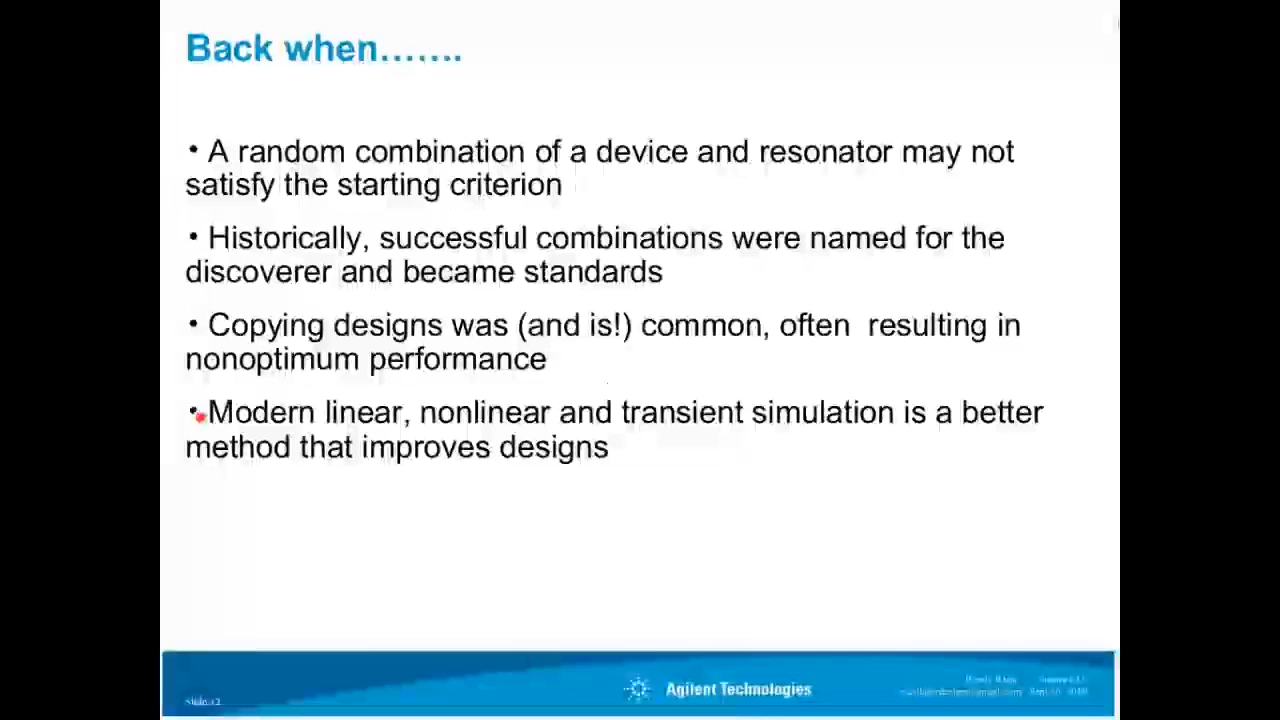 Back when…….
• A random combination of a device and resonator may not
satisfy the starting criterion
• Historically, successful combinations were named for the
discoverer and became standards
• Copying designs was (and is!) common, often  resulting in
nonoptimum performance
• Modern linear, nonlinear and transient simulation is a better
method that improves designs
Slide
Agilent Technologies